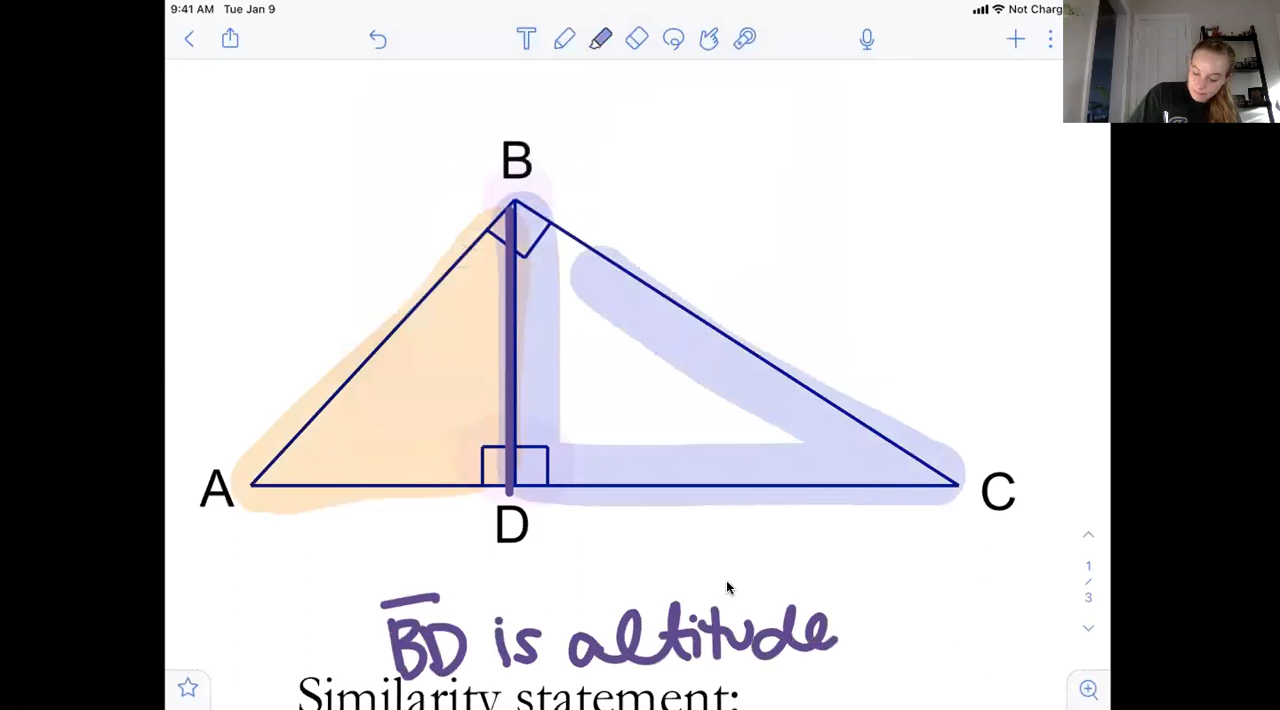 9:41 AM Tue Jan 9
Not Charg
B
A
C
D
1
/
3
BD is altitude
Similarity statement: